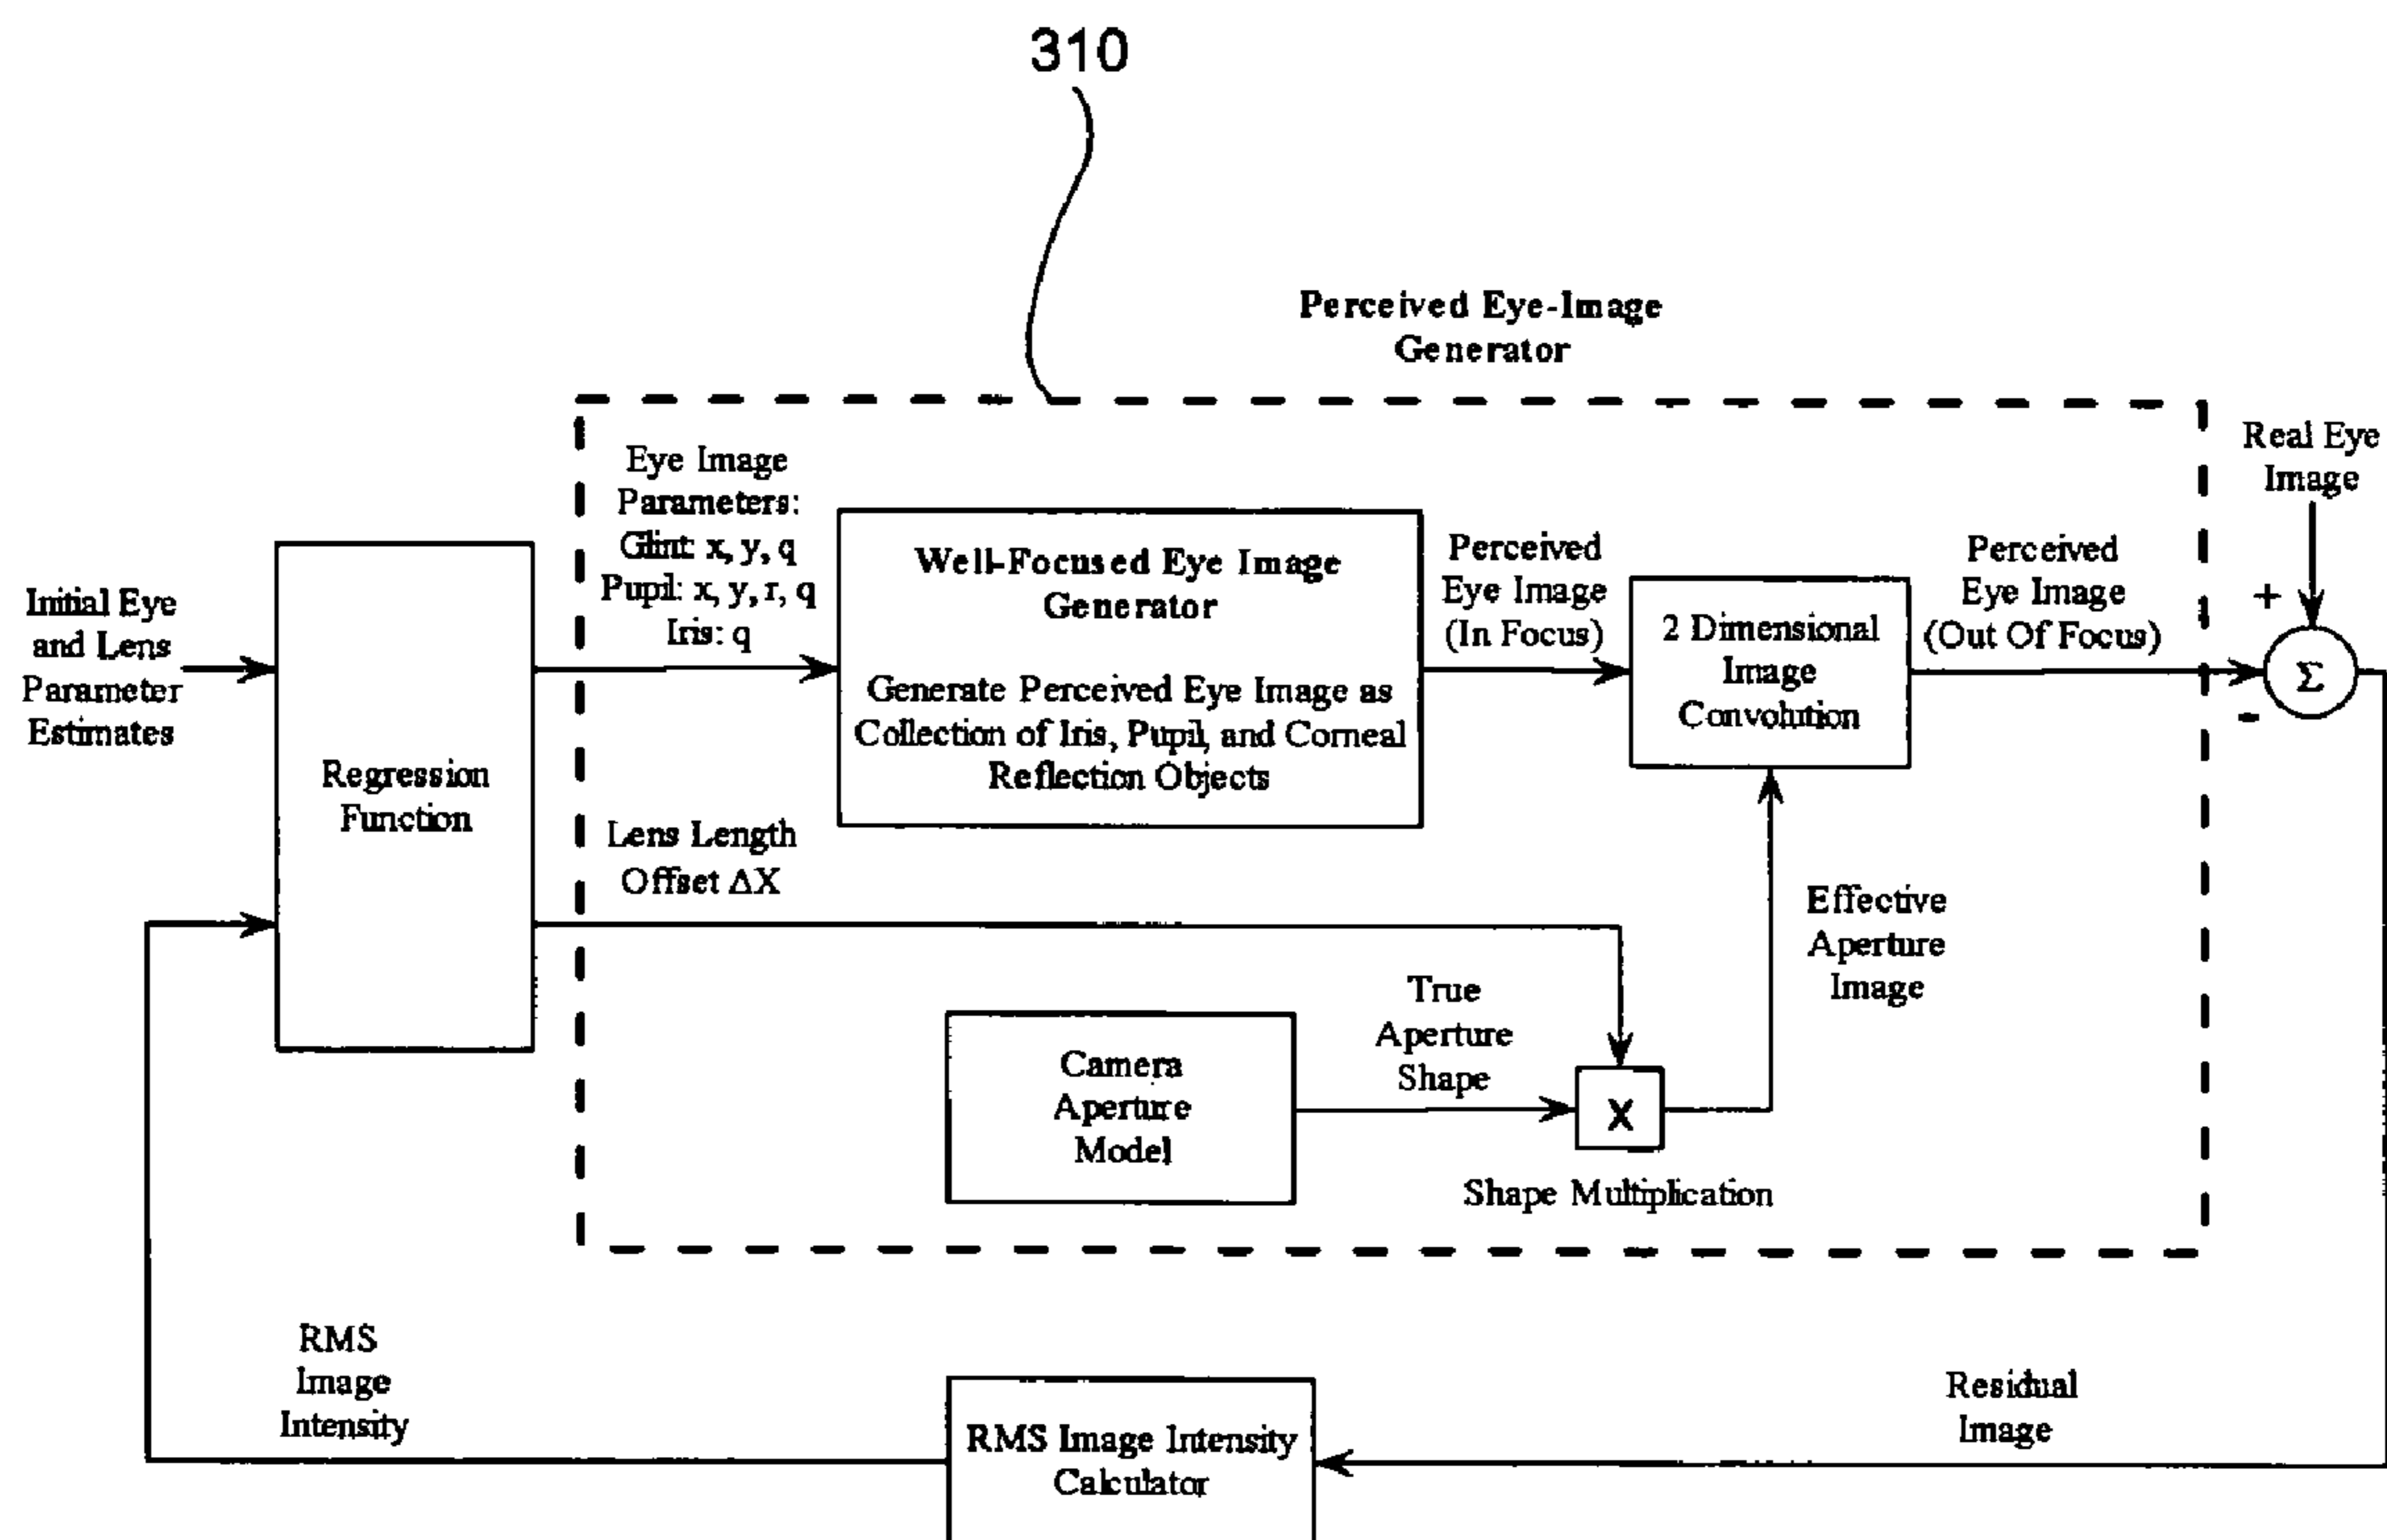 310
Perceived Eye-Image
Generator
Real Eye
Image
Eye Image
Parameters:
Glint: x, y, q
Pupil: x, y, r, q
Iris: q
Well-Focused Eye Image
Generator
Generate Perceived Eye Image as
Collection of Iris, Pupil, and Corneal
Reflection Objects
Perceived
Eye Image
(In Focus)
2 Dimensional
Image
Convolution
Perceived
Eye Image
(Out Of Focus)
+
-
Σ
Initial Eye
and Lens
Parameter
Estimates
Regression
Function
Lens Length
Offset ΔX
Effective
Aperture
Image
True
Aperture
Shape
Camera
Aperture
Model
X
Shape Multiplication
RMS
Image
Intensity
RMS Image Intensity
Calculator
Residual
Image